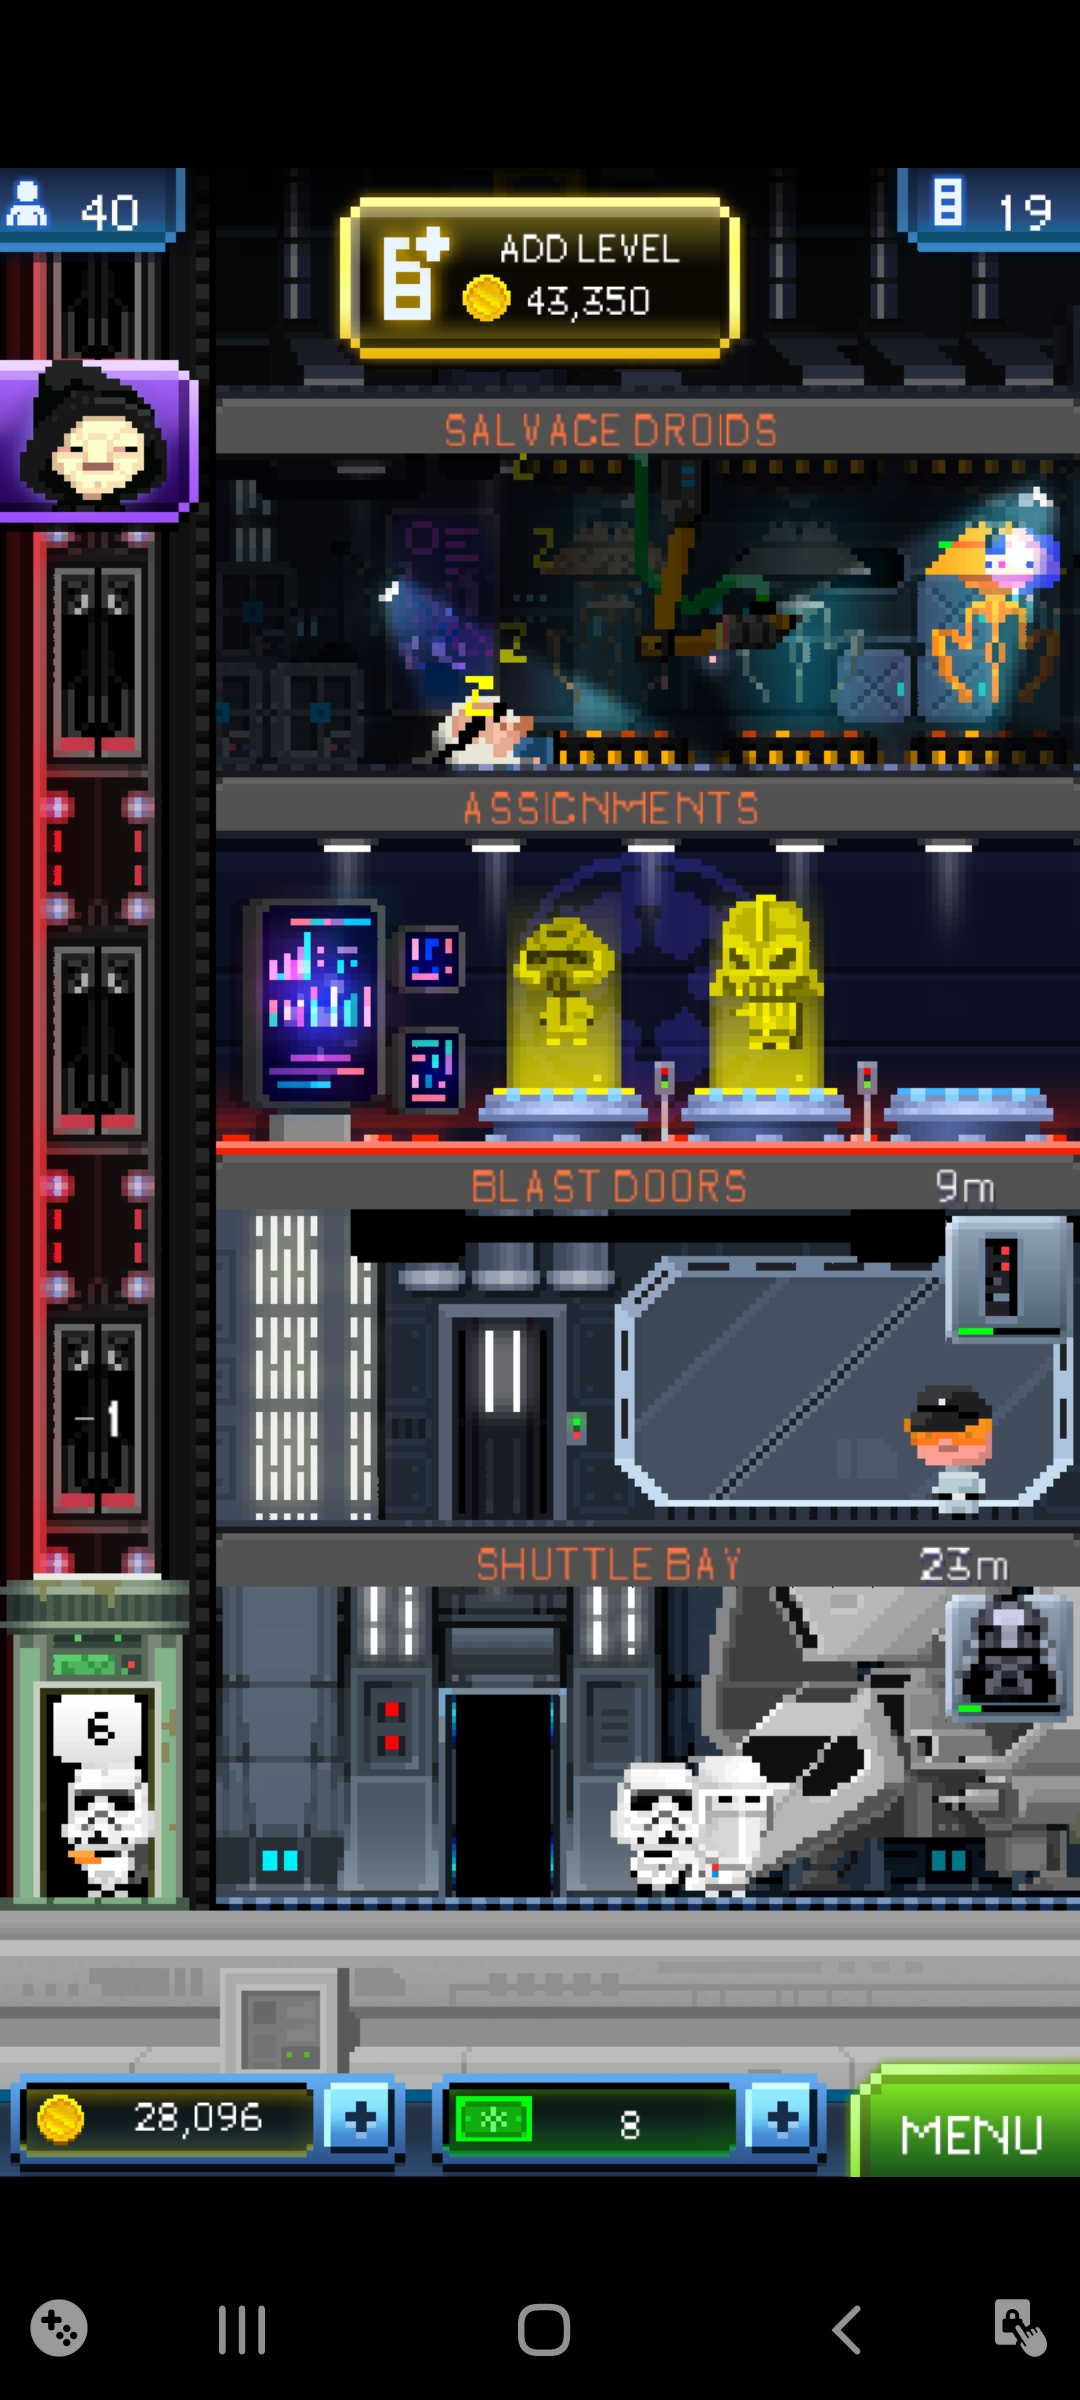 40
ADD LEVEL
43,350
19
SALVAGE DROIDS
Z
Z
Z
Z
ASSIGNMENTS
BLAST DOORS 9m
-1
SHUTTLE BAY 23m
6
28,096
8
MENU